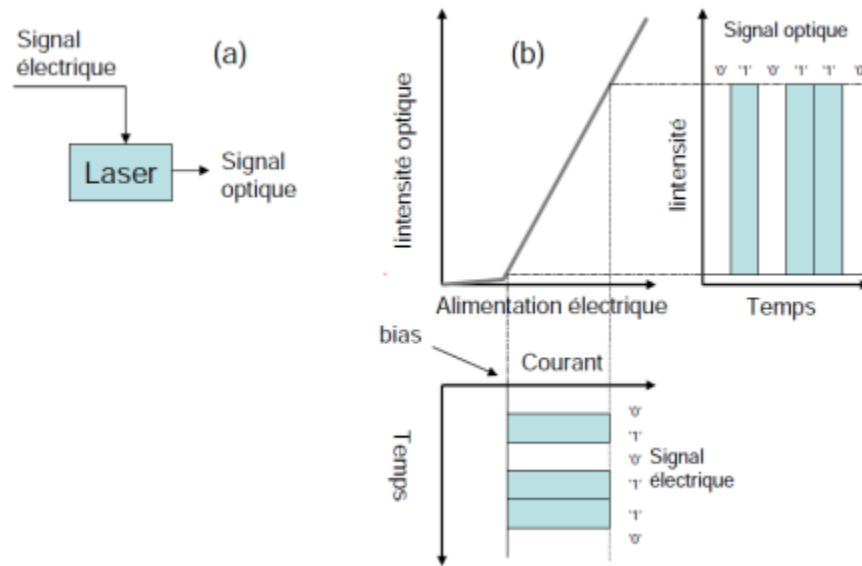 Signal
électrique
(a)
Laser
Signal
optique
(b)
Iintensité optique
Alimentation électrique
Signal optique
'0' '1' '0' '1' '1' '0'
Iintensité
Temps
bias
Courant
Temps
'0'
'1'
'0'
'1'
'1'
'0'
Signal
électrique